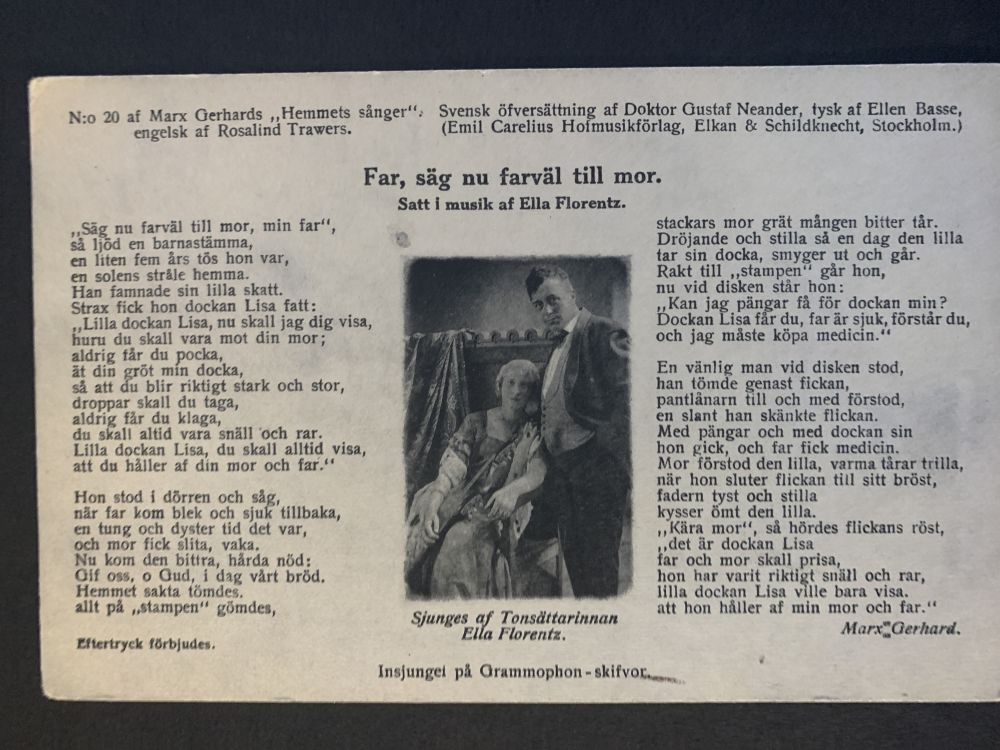 N:o 20 af Marx Gerhards „Hemmets sånger“. Svensk öfversättning af Doktor Gustaf Neander, tysk af Ellen Basse,
engelsk af Rosalind Trawers. (Emil Carelius Hofmusikförlag, Elkan & Schildknecht, Stockholm.)
Far, säg nu farväl till mor.
Satt i musik af Ella Florentz.
„Säg nu farväl till mor, min far“,
så ljöd en barnastämma,
en liten fem års tös hon var,
en solens stråle hemma.
Han famnade sin lilla skatt.
Strax fick hon dockan Lisa fatt:
„Lilla dockan Lisa, nu skall jag dig visa,
huru du skall vara mot din mor;
aldrig får du pocka,
ät din gröt min docka,
så att du blir riktigt stark och stor,
droppar skall du taga,
aldrig får du klaga,
du skall altid vara snäll och rar.
Lilla dockan Lisa, du skall alltid visa,
att du håller af din mor och far.“
Hon stod i dörren och såg,
när far kom blek och sjuk tillbaka,
en tung och dyster tid det var,
och mor fick slita, vaka.
Nu kom den bittra, hårda nöd:
Gif oss, o Gud, i dag vårt bröd.
Hemmet sakta tömdes.
allt på „stampen“ gömdes,
Eftertryck förbjudes.
Sjunges af Tonsättarinnan
Ella Florentz.
stackars mor grät mången bitter tår.
Dröjande och stilla så en dag den lilla
tar sin docka, smyger ut och går.
Rakt till „stampen“ går hon,
nu vid disken står hon:
„Kan jag pängar få för dockan min?
Dockan Lisa får du, far är sjuk, förstår du,
och jag måste köpa medicin.“
En vänlig man vid disken stod,
han tömde genast fickan,
pantlånarn till och med förstod,
en slant han skänkte flickan.
Med pängar och med dockan sin
hon gick, och far fick medicin.
Mor förstod den lilla, varma tårar trilla,
när hon sluter flickan till sitt bröst,
fadern tyst och stilla
kysser ömt den lilla.
„Kära mor“, så hördes flickans röst,
„det är dockan Lisa
far och mor skall prisa,
hon har varit riktigt snäll och rar,
lilla dockan Lisa ville bara visa.
att hon håller af min mor och far.“
Marx Gerhard.
Insjunget på Grammophon-skifvor.